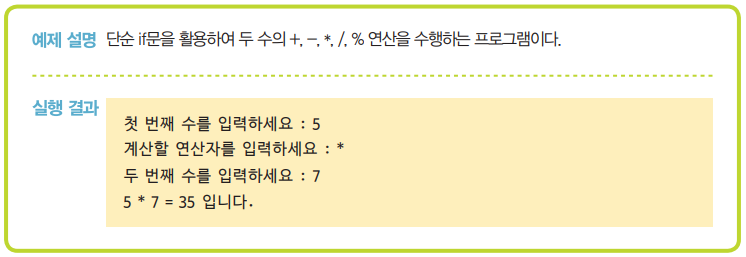 예제 설명 단순 if문을 활용하여 두 수의 +, −, *, /, % 연산을 수행하는 프로그램이다.
실행 결과
첫 번째 수를 입력하세요 : 5
계산할 연산자를 입력하세요 : *
두 번째 수를 입력하세요 : 7
5 * 7 = 35 입니다.